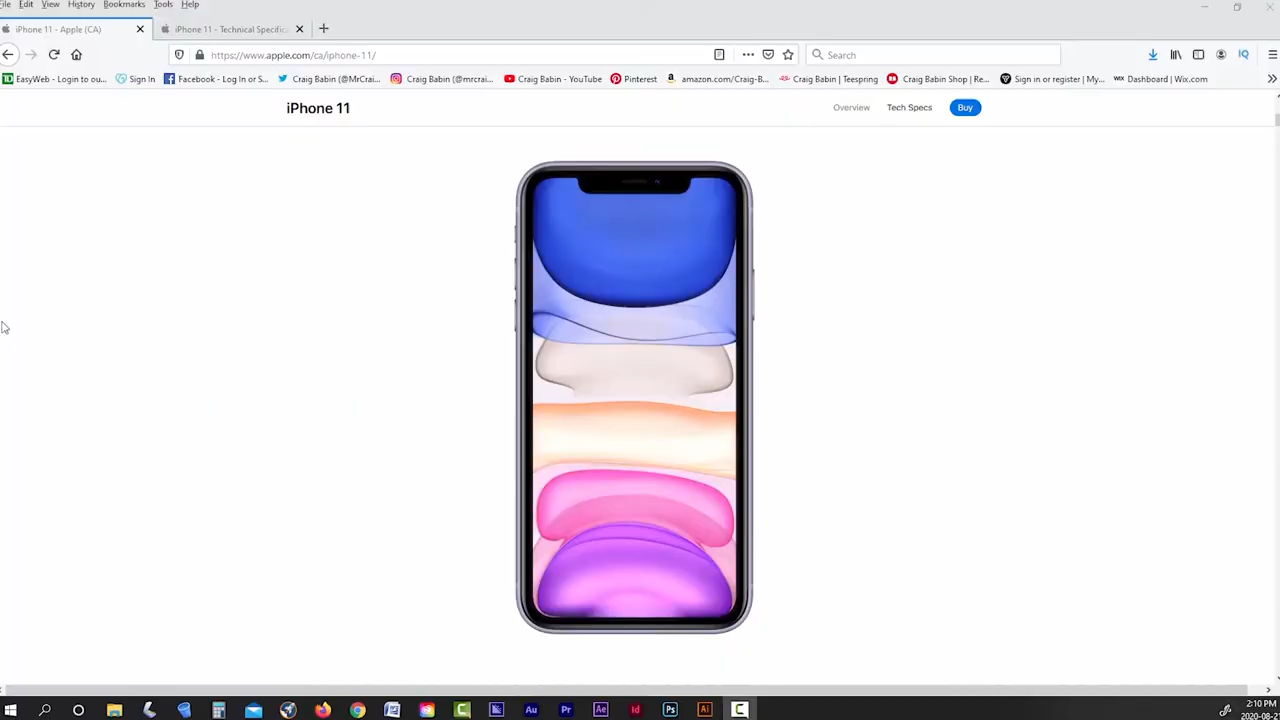 File Edit View History Bookmarks Tools Help
iPhone 11 - Apple (CA) iPhone 11 - Technical Specific
https://www.apple.com/ca/iphone-11/ Search
EasyWeb - Login to ou... Sign In Facebook - Log In or S... Craig Babin (@MrCrai... Craig Babin (@mrcrai... Craig Babin - YouTube Pinterest amazon.com/Craig-B... Craig Babin | Teespring Craig Babin Shop | Re... Sign in or register | My... Dashboard | Wix.com
iPhone 11 Overview Tech Specs Buy
2:10 PM